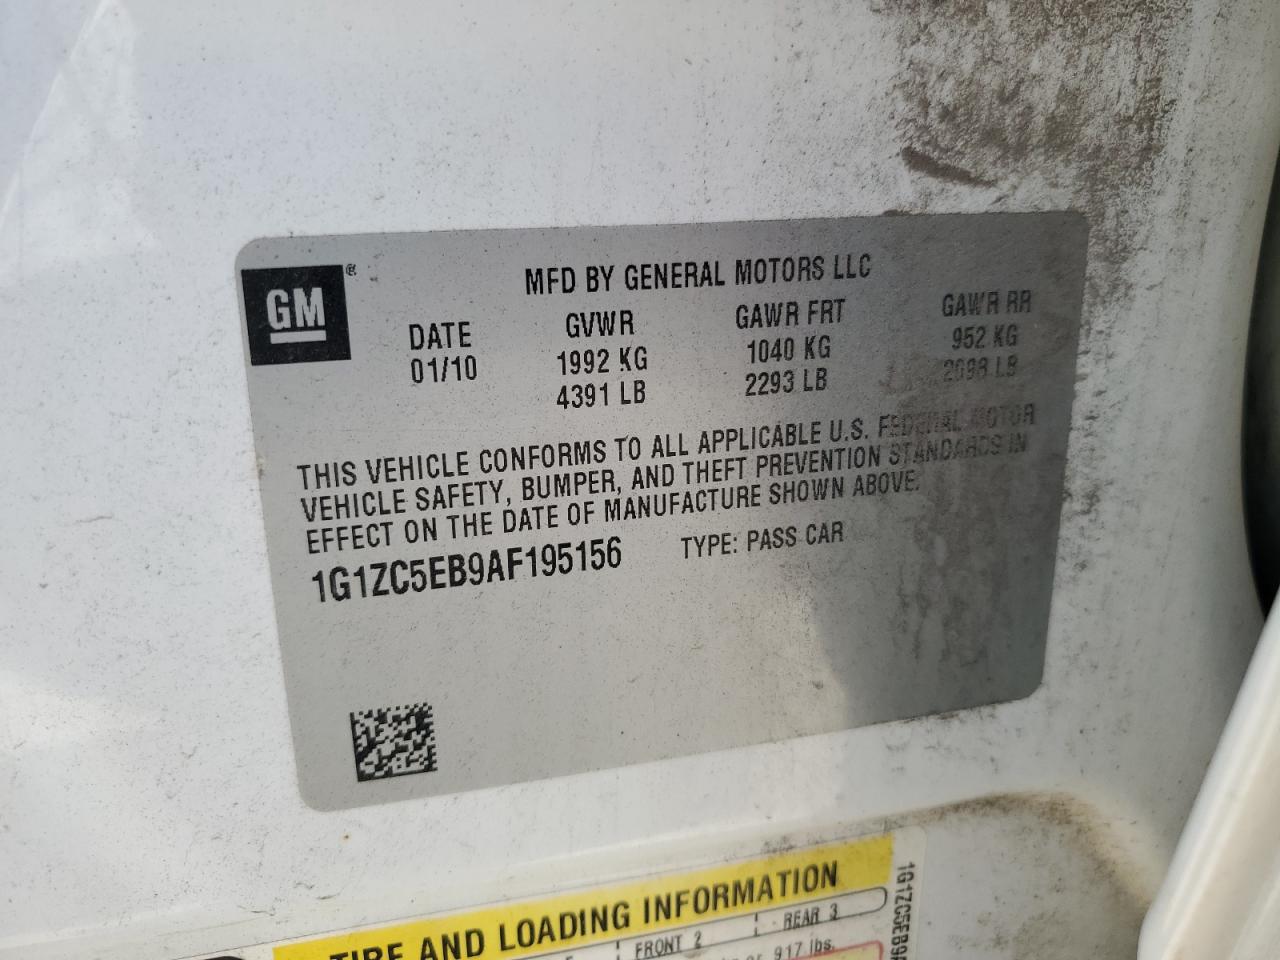 GM®
MFD BY GENERAL MOTORS LLC
DATE GVWR GAWR FRT GAWR RR
01/10 1992 KG 1040 KG 952 KG
4391 LB 2293 LB 2098 LB
THIS VEHICLE CONFORMS TO ALL APPLICABLE U.S. FEDERAL MOTOR
VEHICLE SAFETY, BUMPER, AND THEFT PREVENTION STANDARDS IN
EFFECT ON THE DATE OF MANUFACTURE SHOWN ABOVE.
1G1ZC5EB9AF195156 TYPE: PASS CAR
TIRE AND LOADING INFORMATION
FRONT 2 REAR 3
917 lbs.